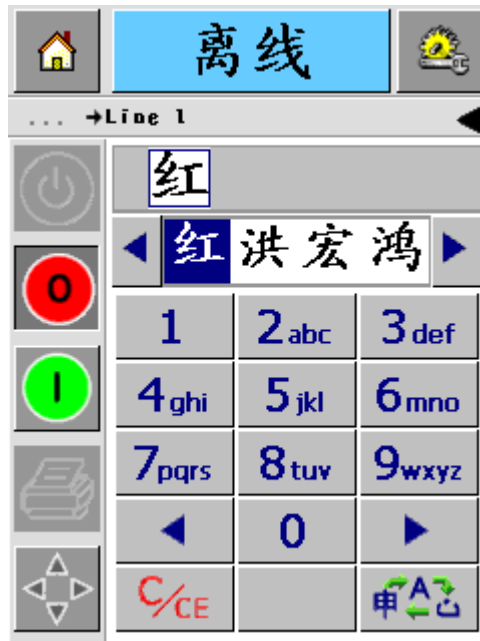 离线
... →Line 1
红
红 洪 宏 鸿
O
1 2abc 3def
I
4ghi 5jkl 6mno
7pqrs 8tuv 9wxyz
0
C/CE
申 A ث